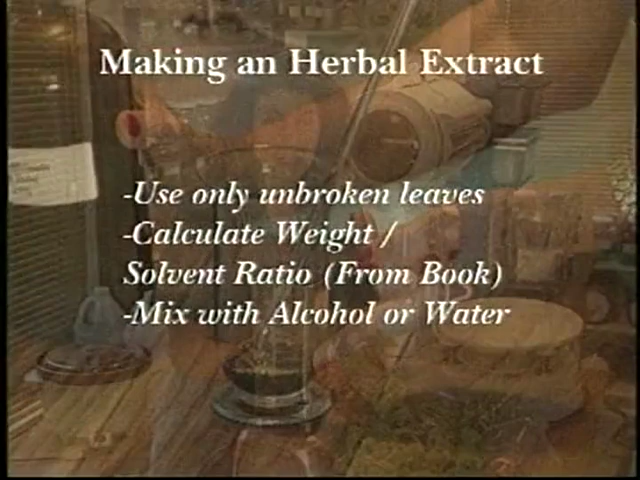 Making an Herbal Extract
-Use only unbroken leaves
-Calculate Weight /
Solvent Ratio (From Book)
-Mix with Alcohol or Water